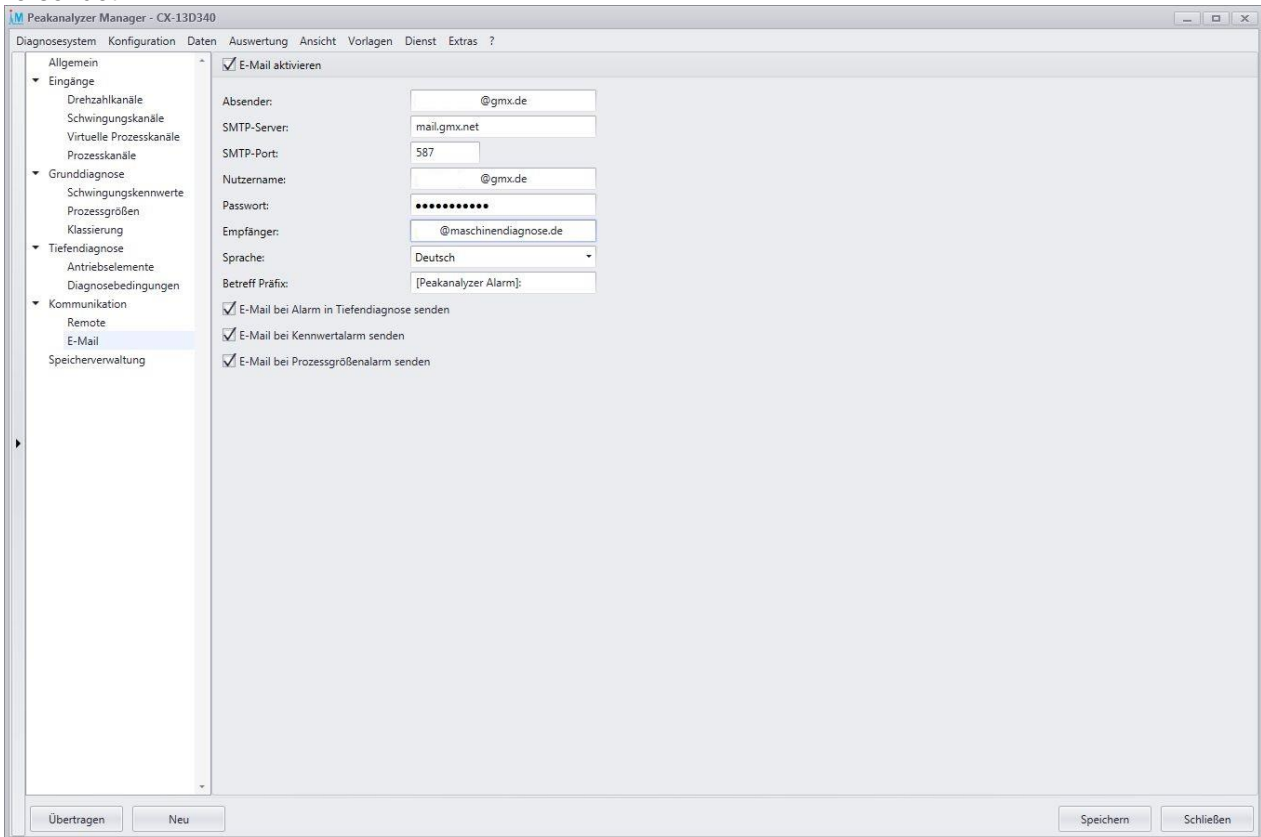 Peakanalyzer Manager - CX-13D340
Diagnosesystem Konfiguration Daten Auswertung Ansicht Vorlagen Dienst Extras ?
Allgemein
Eingänge
Drehzahlkanäle
Schwingungskanäle
Virtuelle Prozesskanäle
Prozesskanäle
Grunddiagnose
Schwingungskennwerte
Prozessgrößen
Klassierung
Tiefendiagnose
Antriebselemente
Diagnosebedingungen
Kommunikation
Remote
E-Mail
Speicherverwaltung
E-Mail aktivieren
Absender: @gmx.de
SMTP-Server: mail.gmx.net
SMTP-Port: 587
Nutzername: @gmx.de
Passwort: ●●●●●●●●●●●
Empfänger: @maschinendiagnose.de
Sprache: Deutsch
Betreff Präfix: [Peakanalyzer Alarm]:
E-Mail bei Alarm in Tiefendiagnose senden
E-Mail bei Kennwertalarm senden
E-Mail bei Prozessgrößenalarm senden
Übertragen Neu Speichern Schließen